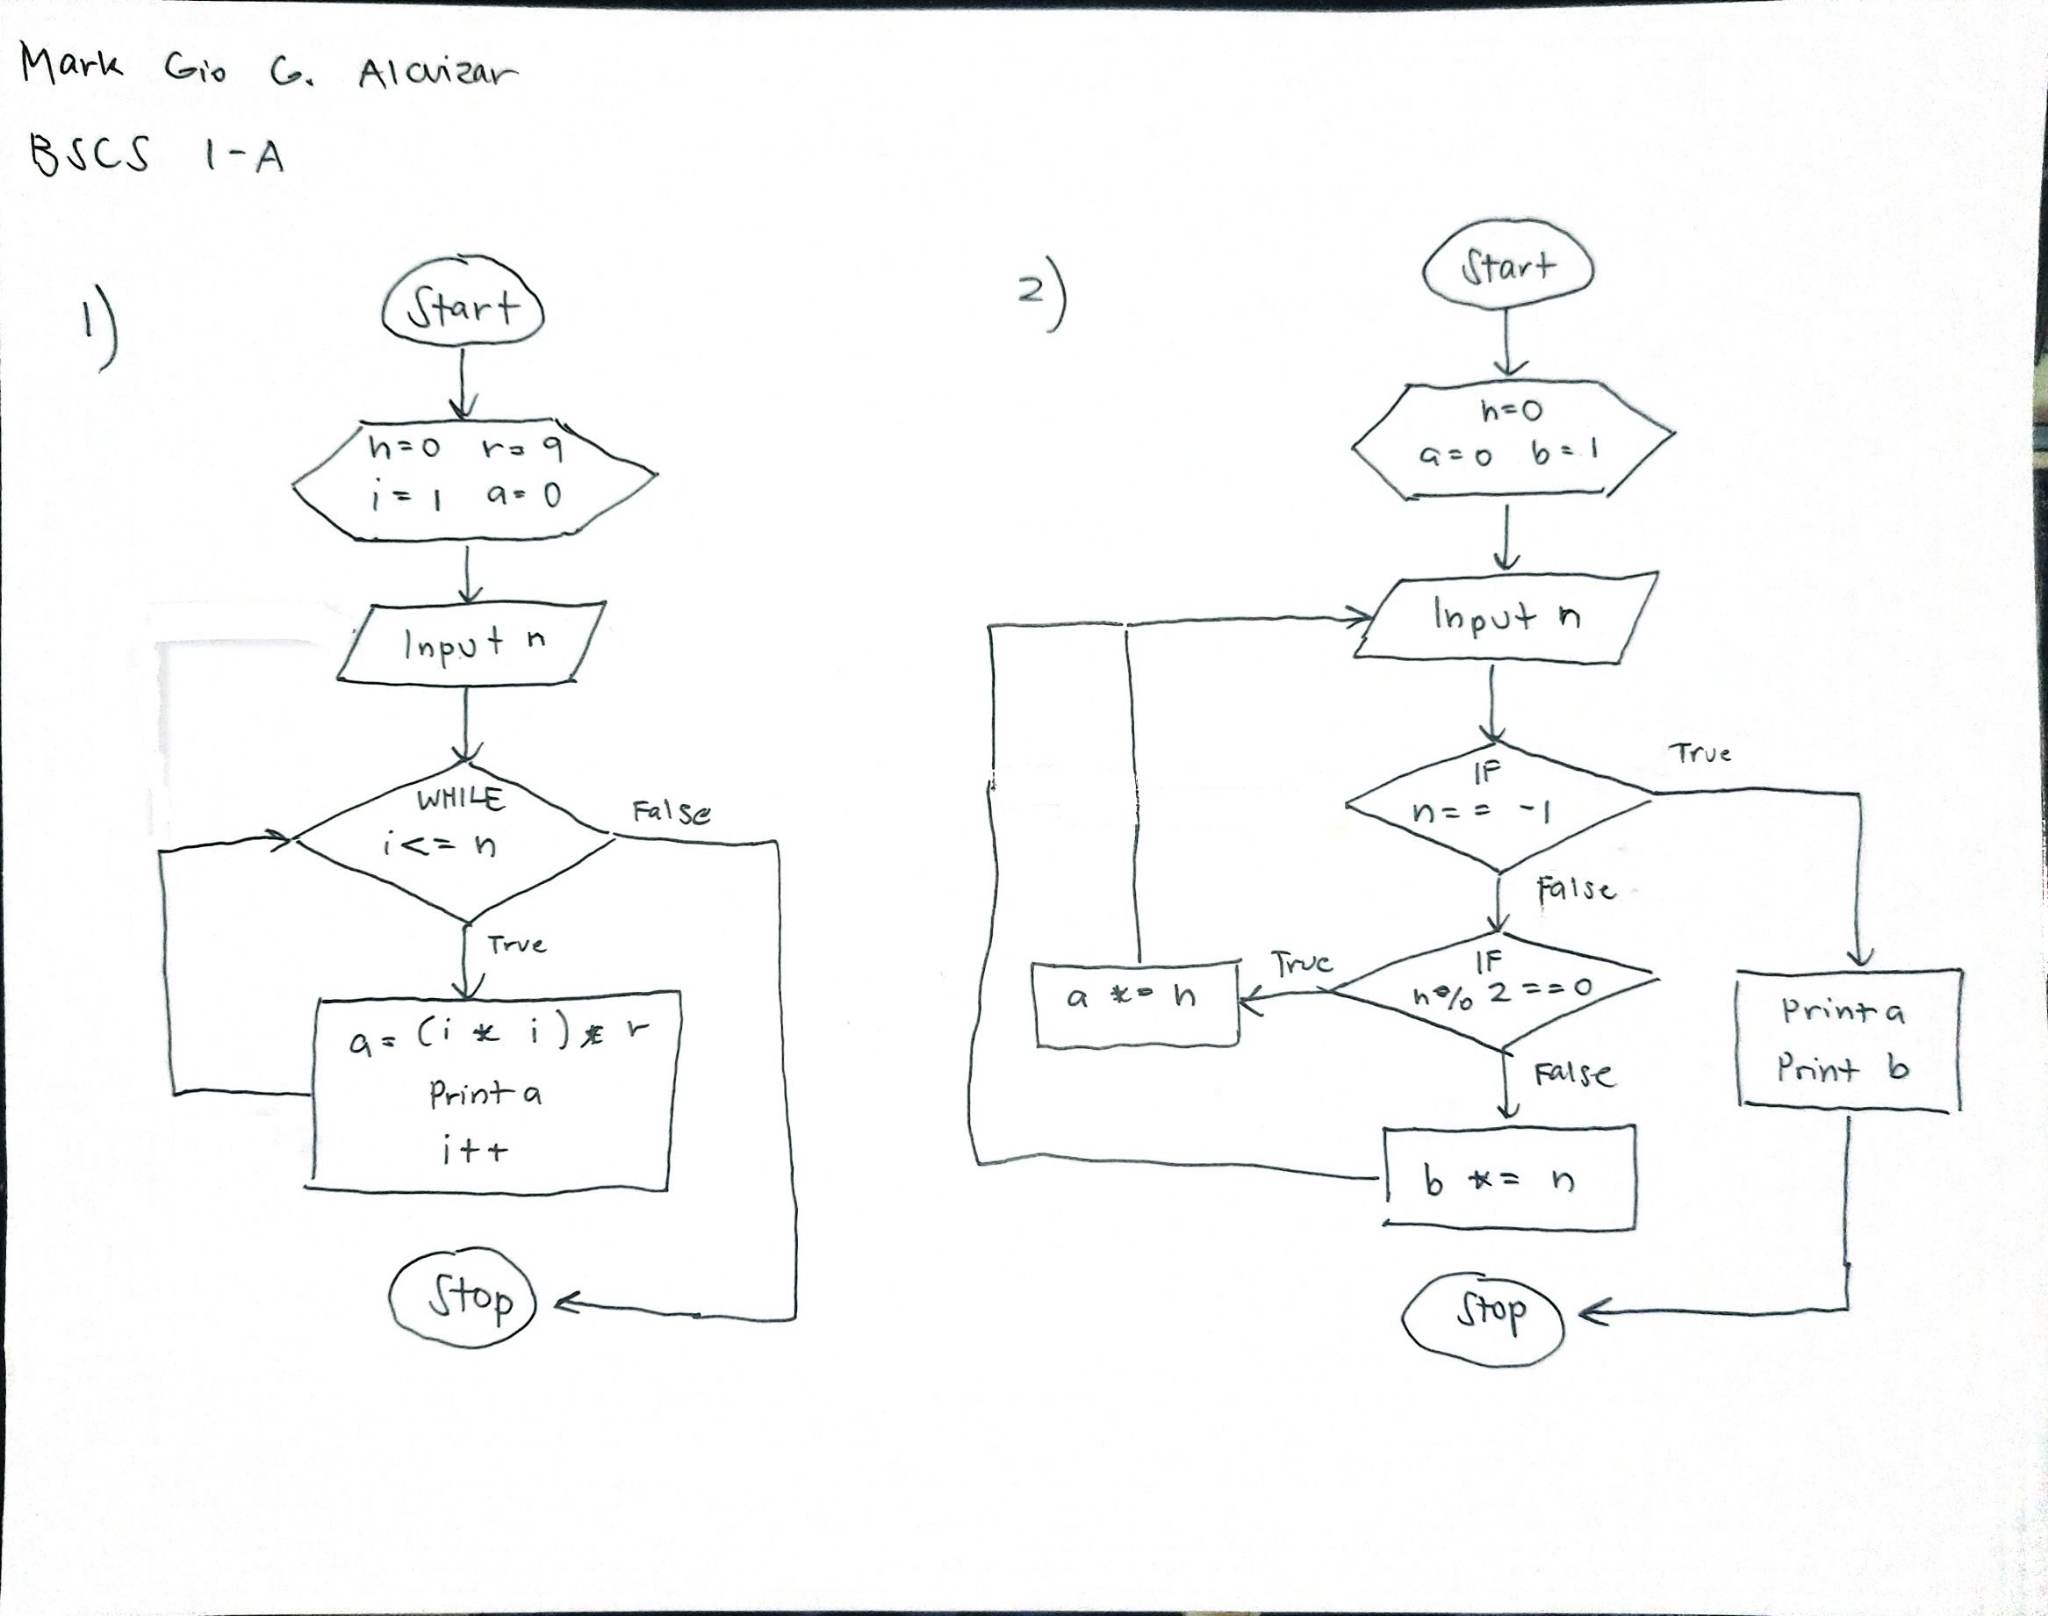 Mark Gio G. Alcvizar
BSCS 1-A
1)
Start
n=0 r=9
i=1 a=0
Input n
WHILE
i<=n
False
True
a=(i * i) * r
Print a
i++
Stop
2)
Start
n=0
a=0 b=1
Input n
IF
n== -1
True
False
IF
n% 2==0
True
a *= n
False
b *= n
Print a
Print b
Stop